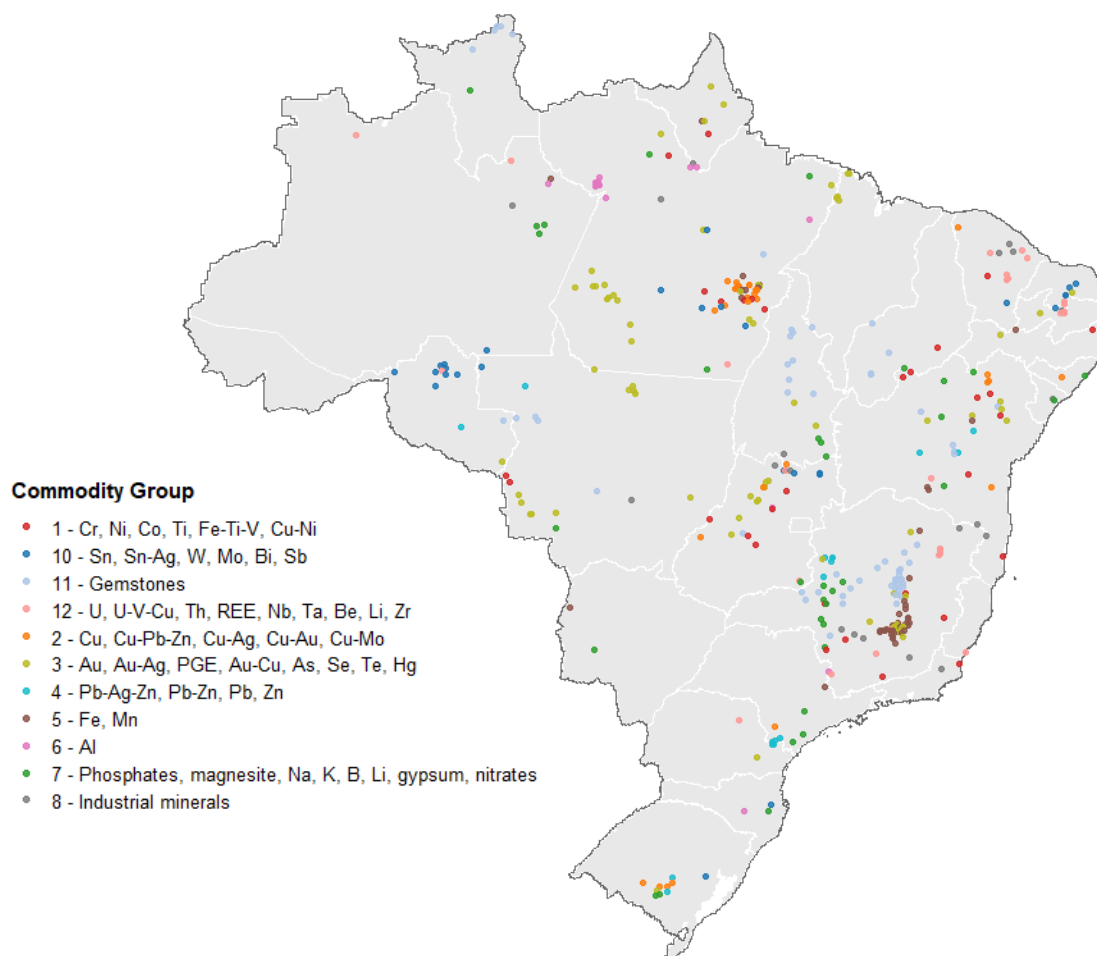 Commodity Group
1 - Cr, Ni, Co, Ti, Fe-Ti-V, Cu-Ni
10 - Sn, Sn-Ag, W, Mo, Bi, Sb
11 - Gemstones
12 - U, U-V-Cu, Th, REE, Nb, Ta, Be, Li, Zr
2 - Cu, Cu-Pb-Zn, Cu-Ag, Cu-Au, Cu-Mo
3 - Au, Au-Ag, PGE, Au-Cu, As, Se, Te, Hg
4 - Pb-Ag-Zn, Pb-Zn, Pb, Zn
5 - Fe, Mn
6 - Al
7 - Phosphates, magnesite, Na, K, B, Li, gypsum, nitrates
8 - Industrial minerals